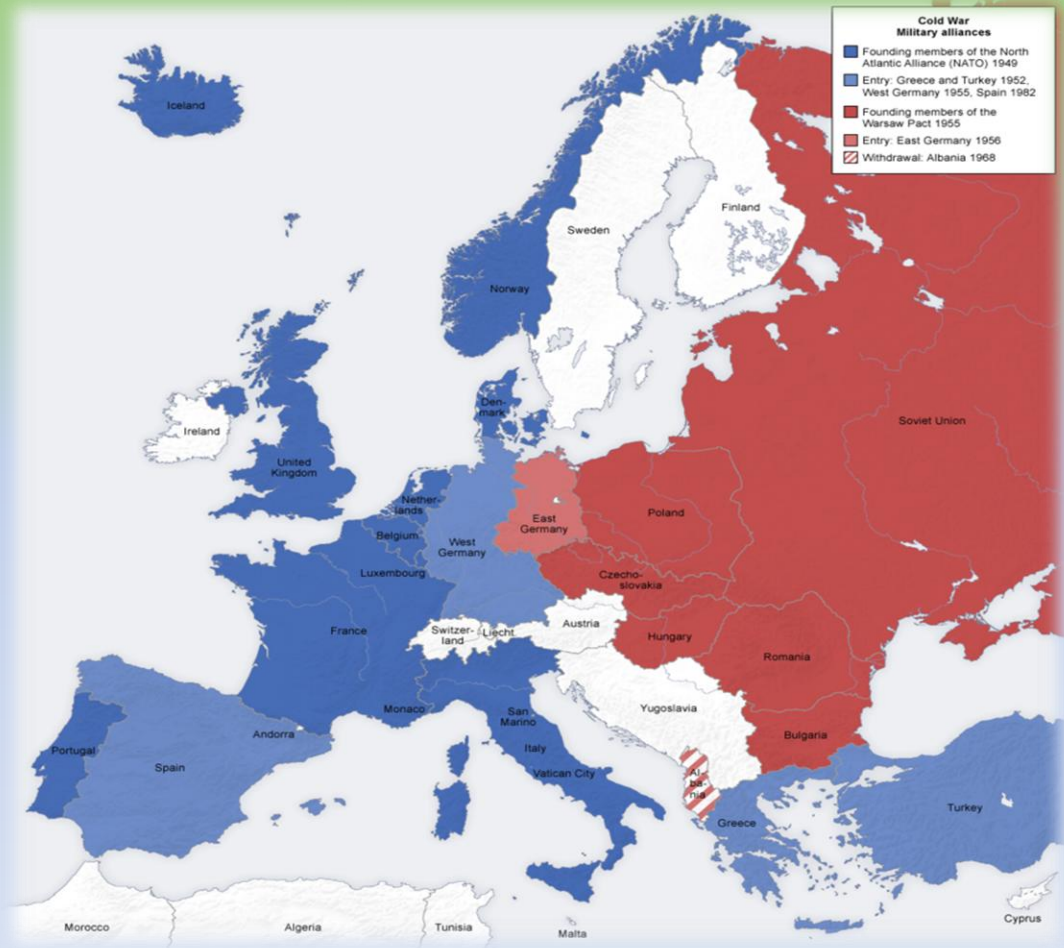 Cold War
Military alliances
Founding members of the North
Atlantic Alliance (NATO) 1949
Entry: Greece and Turkey 1952,
West Germany 1955, Spain 1982
Founding members of the
Warsaw Pact 1955
Entry: East Germany 1956
Withdrawal: Albania 1968
Iceland
Finland
Sweden
Norway
Den-
mark
Soviet Union
Ireland
United
Kingdom
Nether-
lands
Belgium
East
Germany
Poland
West
Germany
Luxembourg
Czecho-
slovakia
France
Switzer-
land
Liecht
Austria
Hungary
Romania
Monaco
San
Marino
Yugoslavia
Andorra
Bulgaria
Portugal
Spain
Italy
Vatican City
Al-
ba-
nia
Greece
Turkey
Morocco
Algeria
Tunisia
Malta
Cyprus